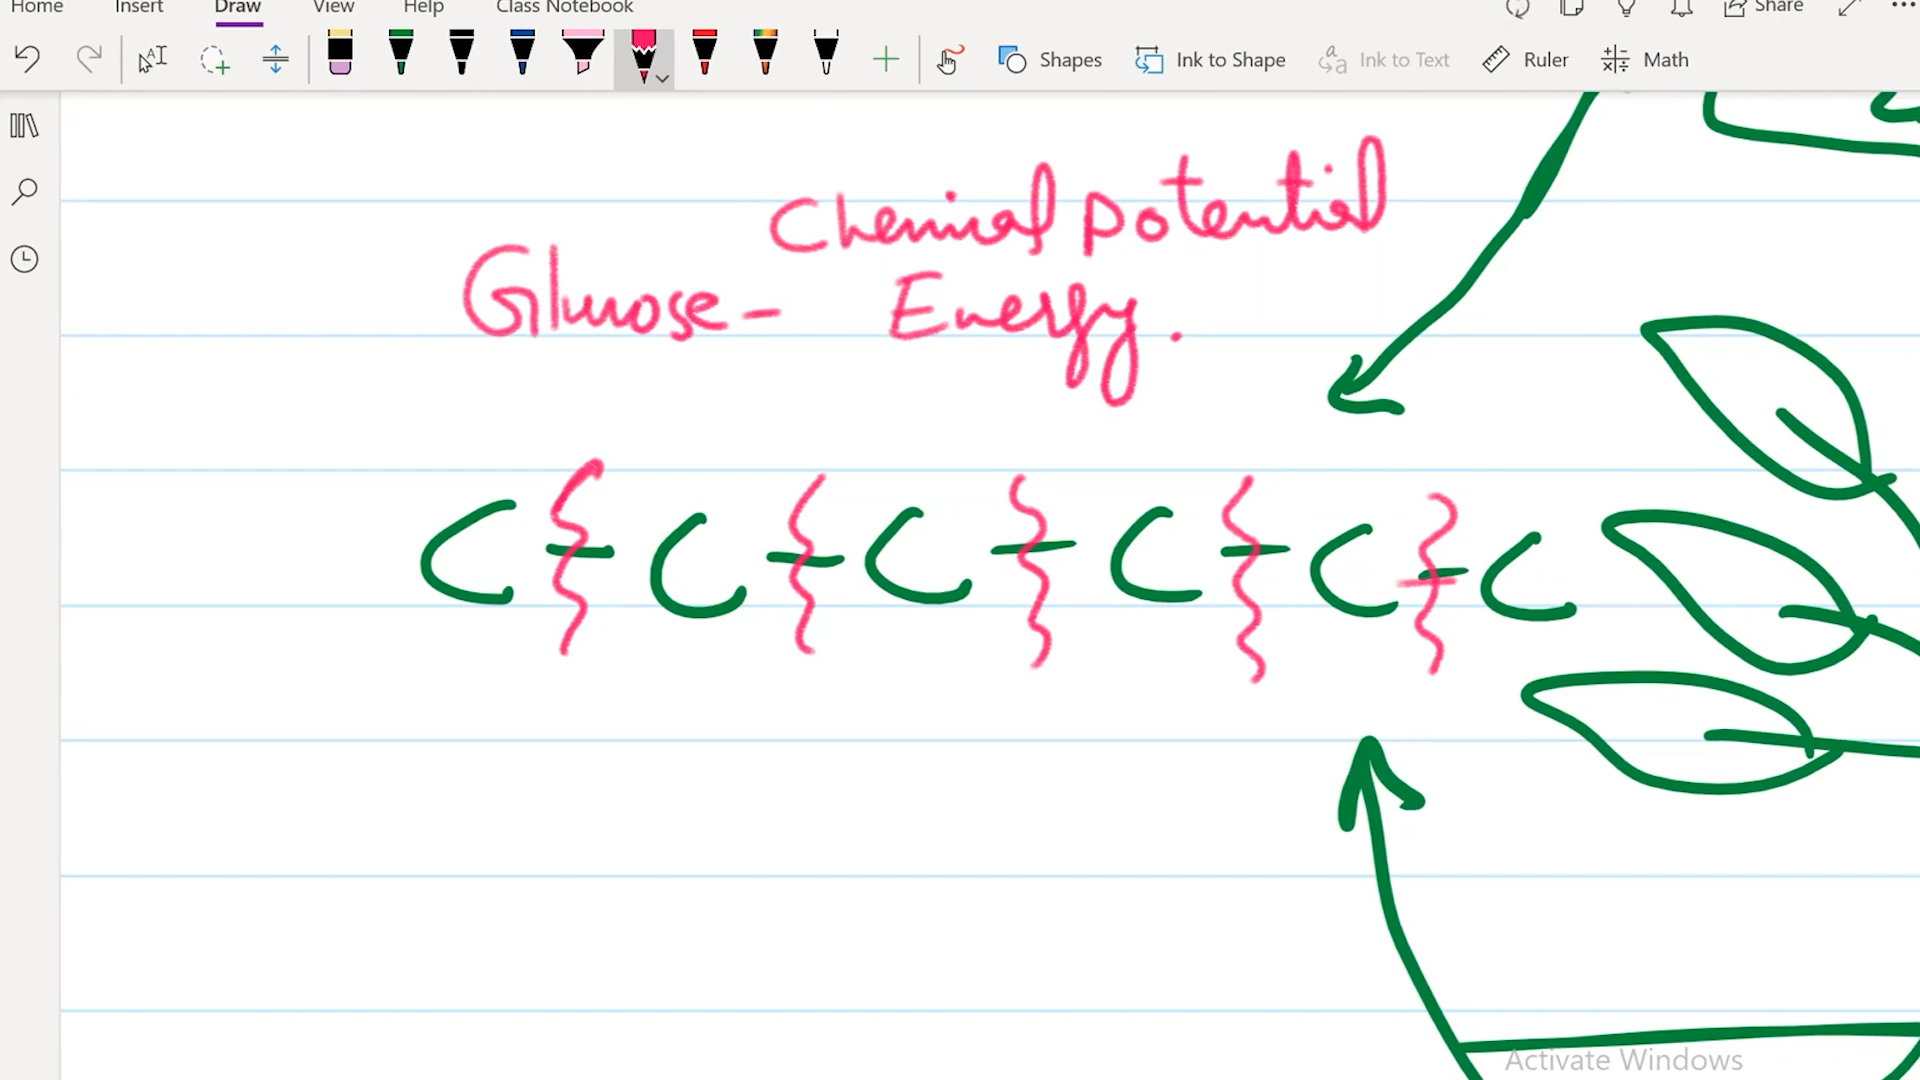 Home Insert Draw View Help Class Notebook Share
Shapes Ink to Shape Ink to Text Ruler Math
Chemical potential
Glucose - Energy.
C - C - C - C - C - C
Activate Windows